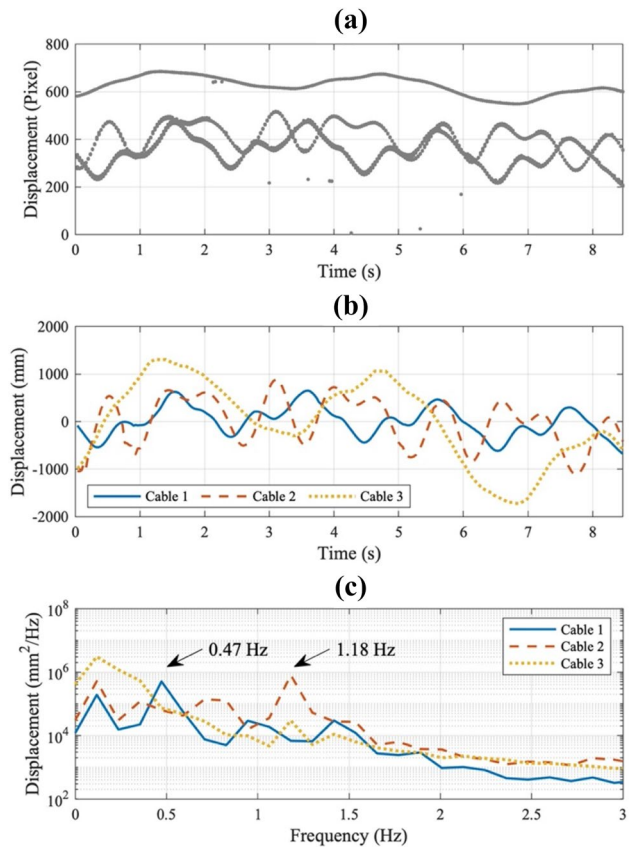 (a)
Displacement (Pixel)
800
600
400
200
0
0 1 2 3 4 5 6 7 8
Time (s)
(b)
Displacement (mm)
2000
1000
0
-1000
-2000
Cable 1 Cable 2 Cable 3
0 1 2 3 4 5 6 7 8
Time (s)
(c)
Displacement (mm²/Hz)
10⁸
10⁶
10⁴
10²
0.47 Hz 1.18 Hz
Cable 1
Cable 2
Cable 3
0 0.5 1 1.5 2 2.5 3
Frequency (Hz)